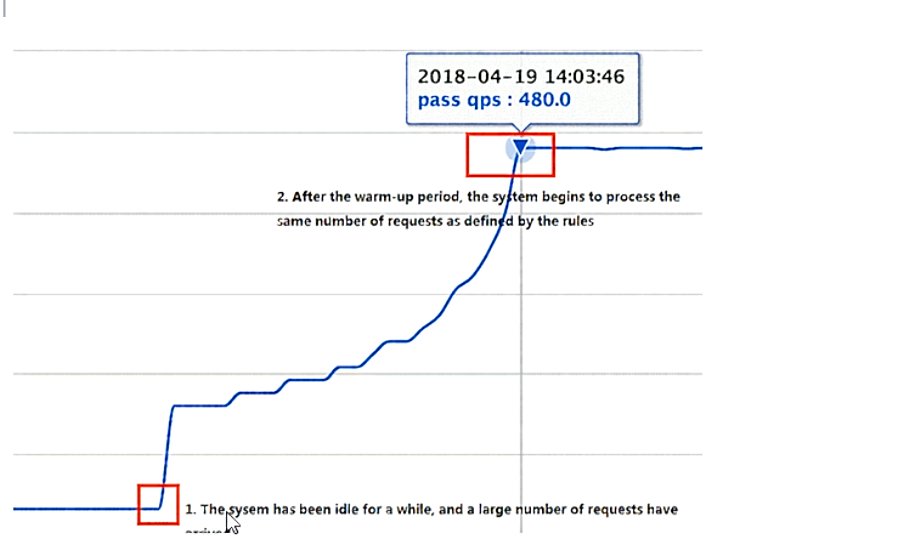 2018-04-19 14:03:46
pass qps : 480.0
2. After the warm-up period, the system begins to process the
same number of requests as defined by the rules
1. The sysem has been idle for a while, and a large number of requests have